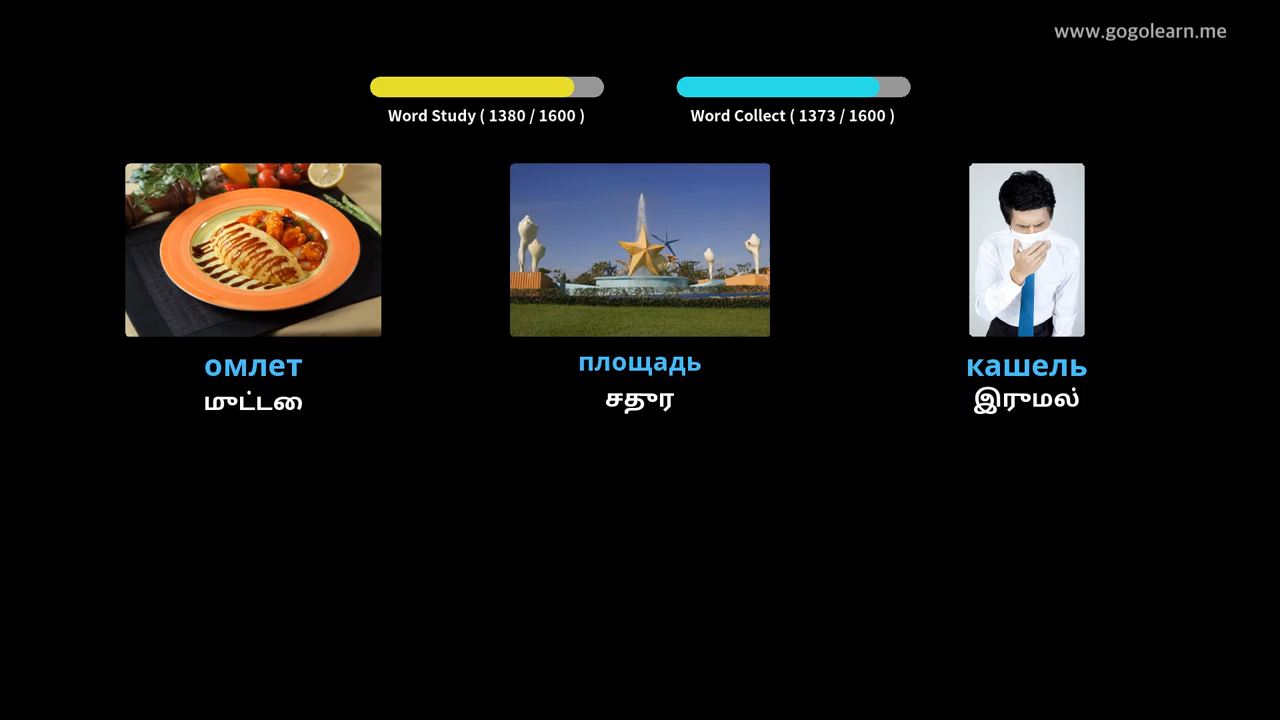 www.gogolearn.me
Word Study ( 1380 / 1600 )
Word Collect ( 1373 / 1600 )
омлет
முட்டை
площадь
சதுர
кашель
இருமல்